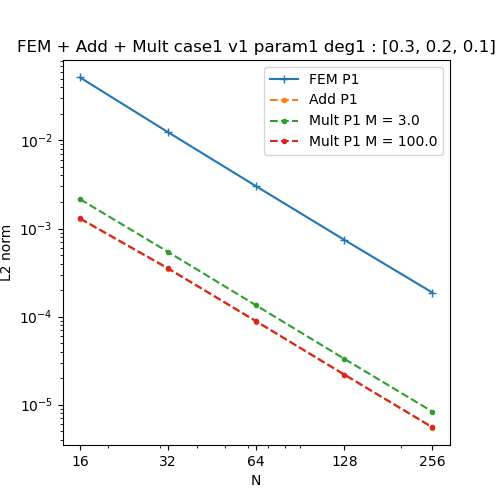 FEM + Add + Mult case1 v1 param1 deg1 : [0.3, 0.2, 0.1]
FEM P1
Add P1
Mult P1 M = 3.0
Mult P1 M = 100.0
10⁻²
10⁻³
10⁻⁴
10⁻⁵
L2 norm
16 32 64 128 256
N